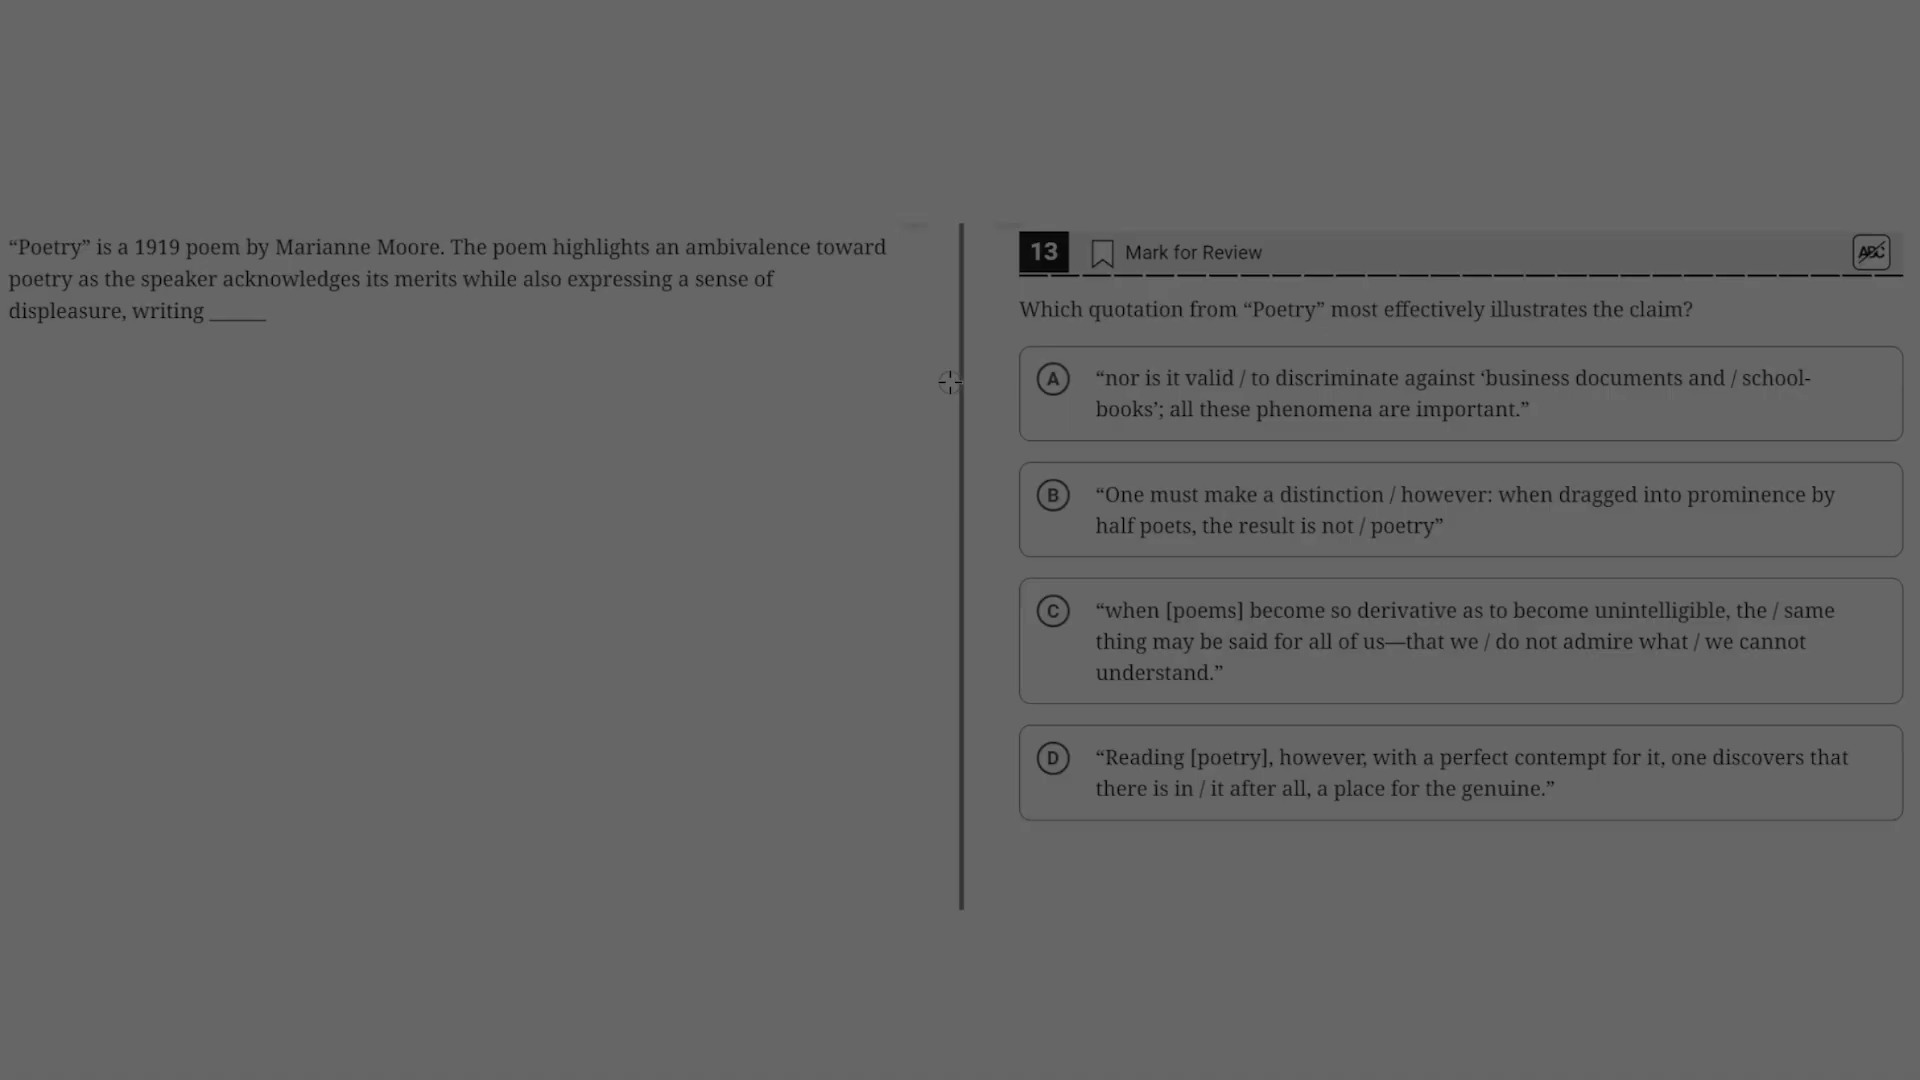 “Poetry” is a 1919 poem by Marianne Moore. The poem highlights an ambivalence toward
poetry as the speaker acknowledges its merits while also expressing a sense of
displeasure, writing ______
13 Mark for Review ABC
Which quotation from “Poetry” most effectively illustrates the claim?
A “nor is it valid / to discriminate against ‘business documents and / school-
books’; all these phenomena are important.”
B “One must make a distinction / however: when dragged into prominence by
half poets, the result is not / poetry”
C “when [poems] become so derivative as to become unintelligible, the / same
thing may be said for all of us—that we / do not admire what / we cannot
understand.”
D “Reading [poetry], however, with a perfect contempt for it, one discovers that
there is in / it after all, a place for the genuine.”